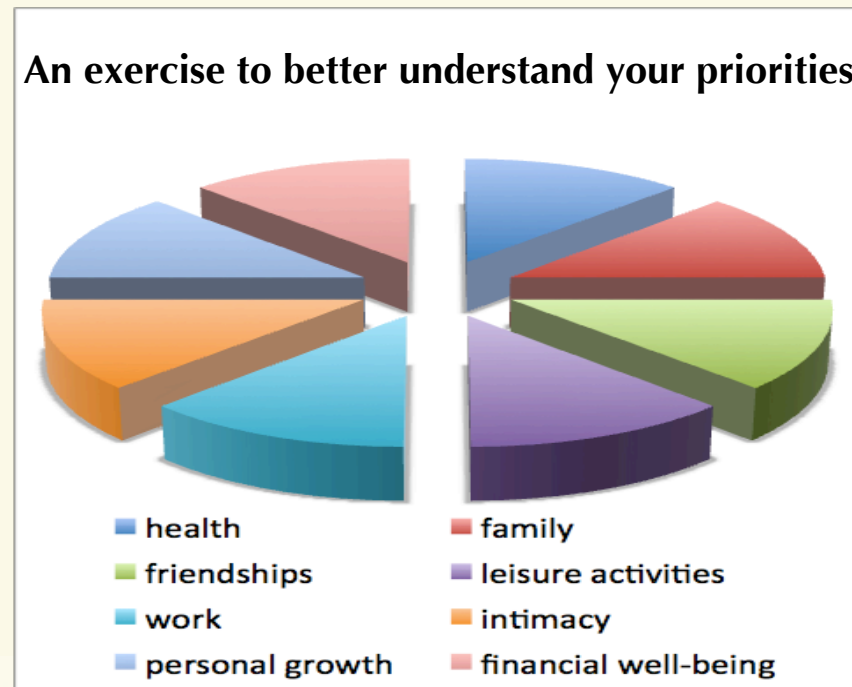 An exercise to better understand your priorities
health
family
friendships
leisure activities
work
intimacy
personal growth
financial well-being